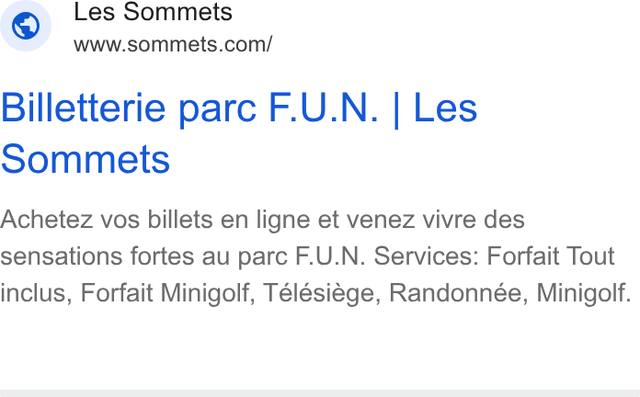 Les Sommets
www.sommets.com/
Billetterie parc F.U.N. | Les
Sommets
Achetez vos billets en ligne et venez vivre des
sensations fortes au parc F.U.N. Services: Forfait Tout
inclus, Forfait Minigolf, Télésiège, Randonnée, Minigolf.